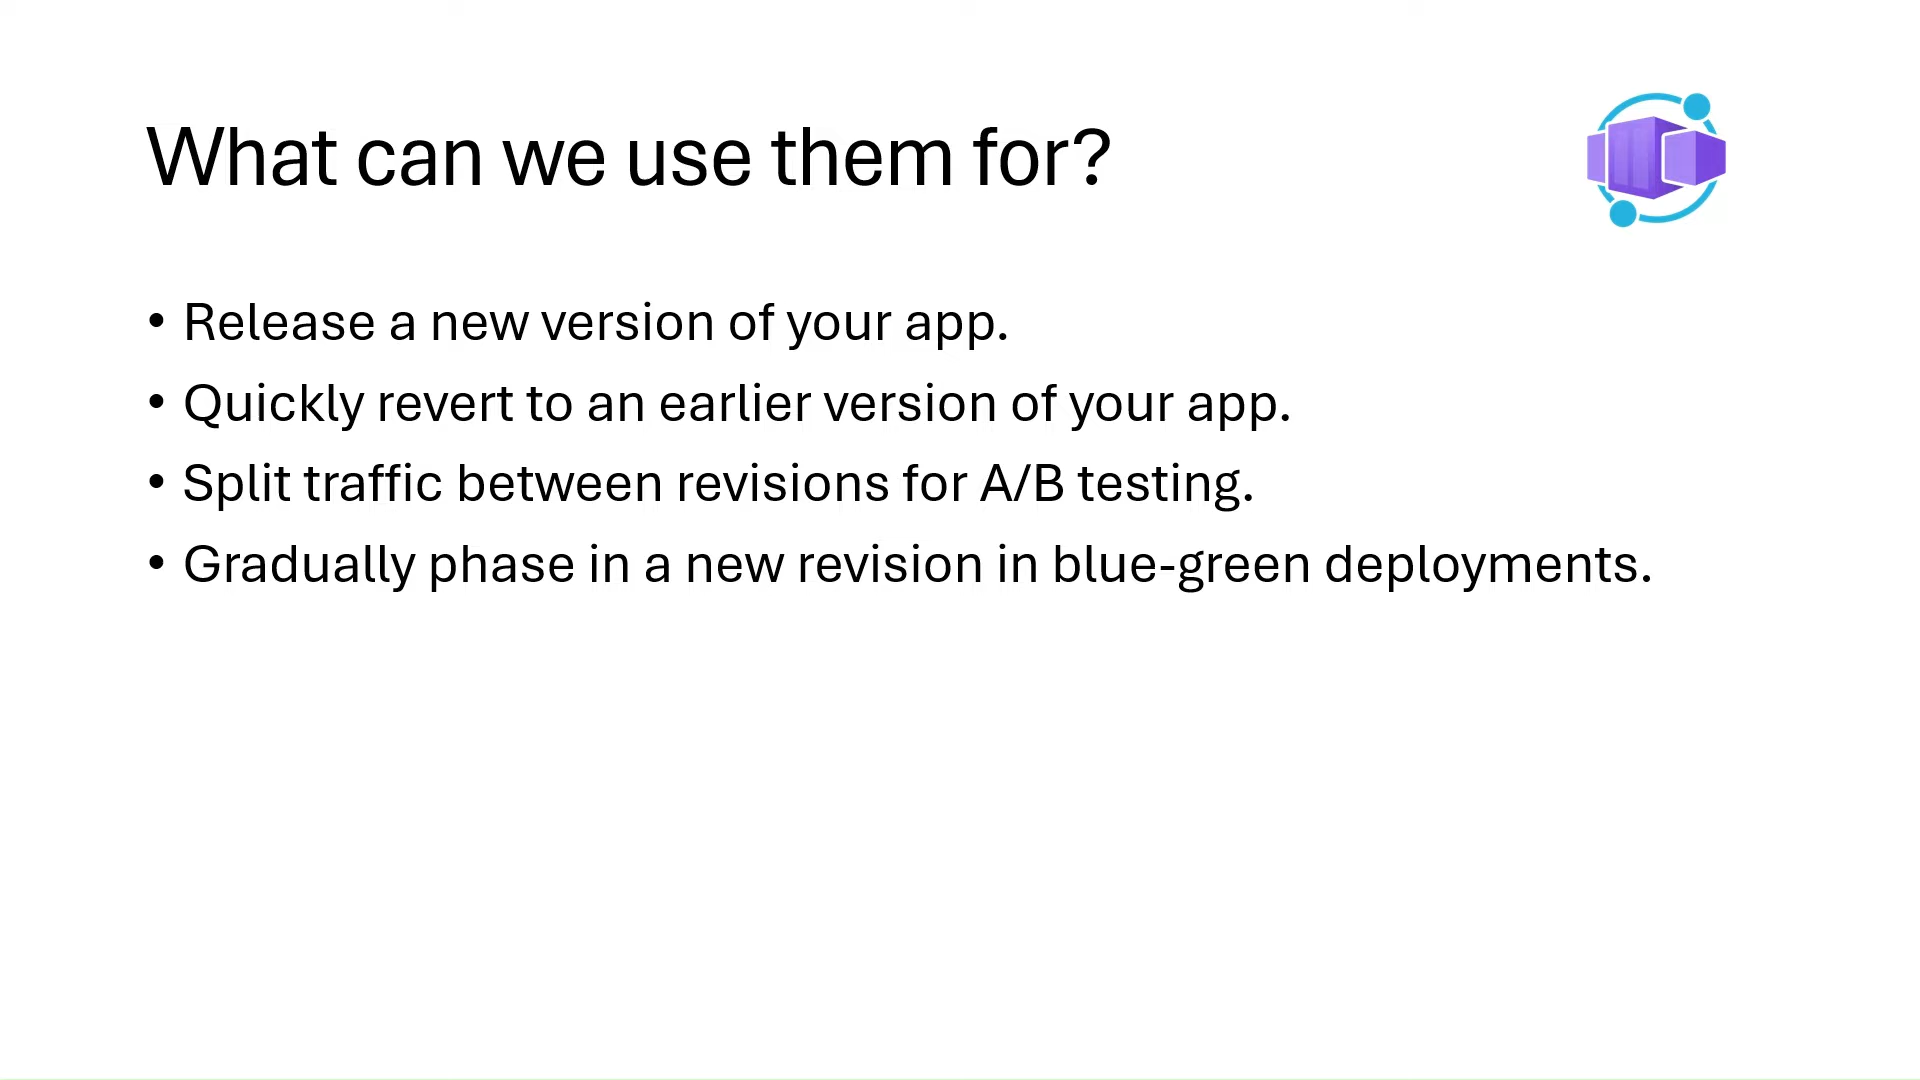 What can we use them for?
• Release a new version of your app.
• Quickly revert to an earlier version of your app.
• Split traffic between revisions for A/B testing.
• Gradually phase in a new revision in blue-green deployments.